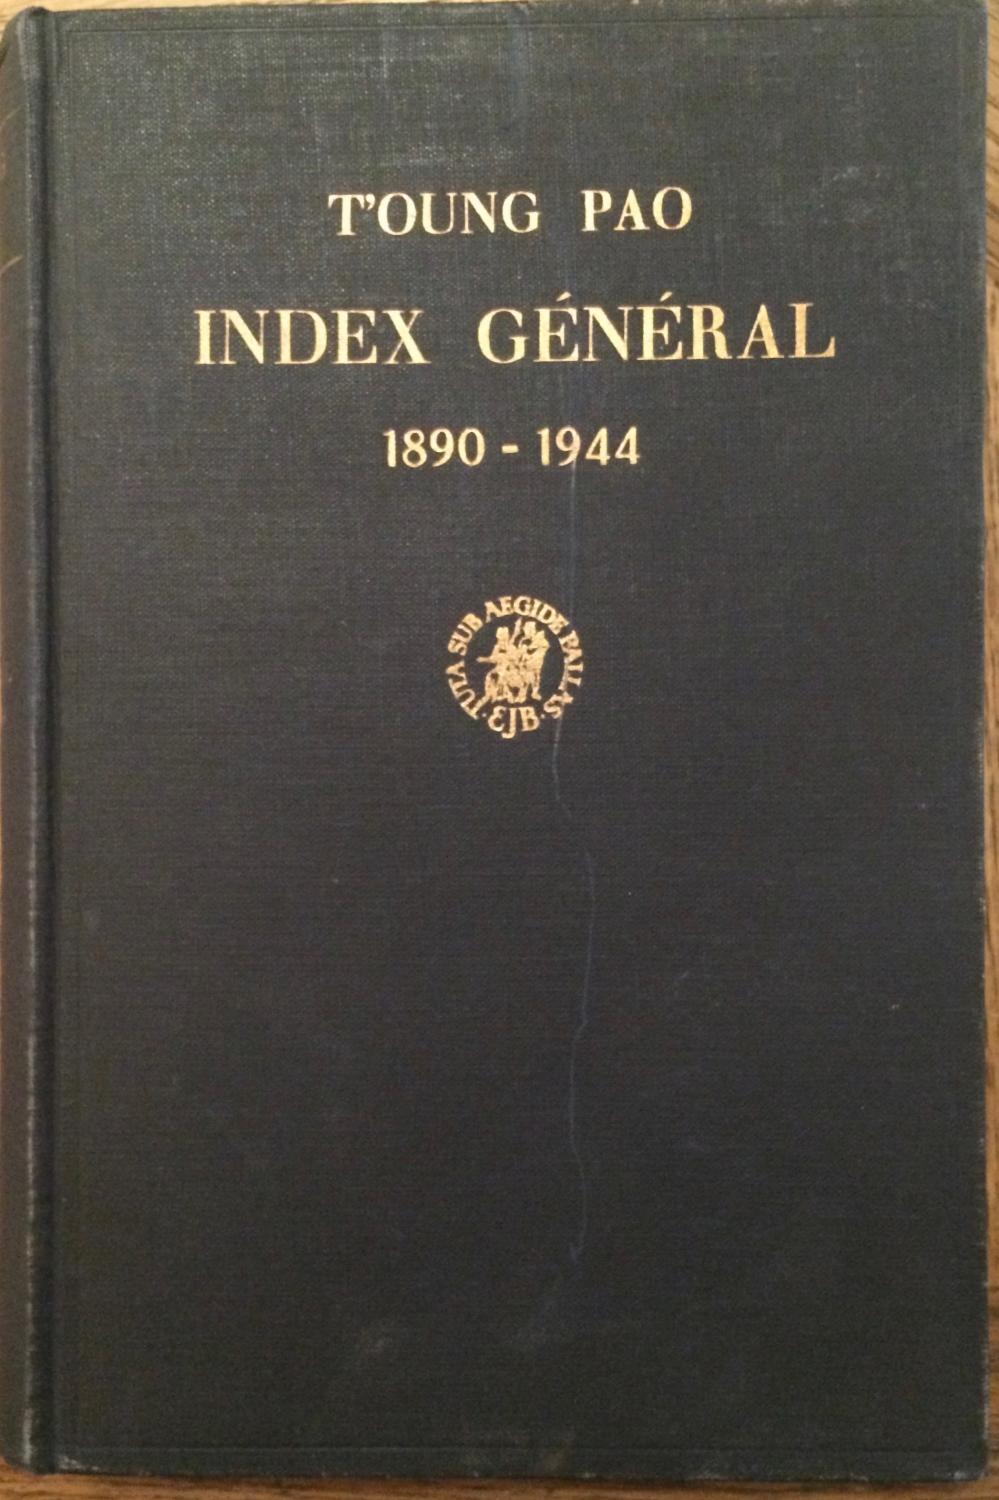 T'OUNG PAO
INDEX GÉNÉRAL
1890 - 1944
TUTA SUB AEGIDE PALLAS
·EJB·